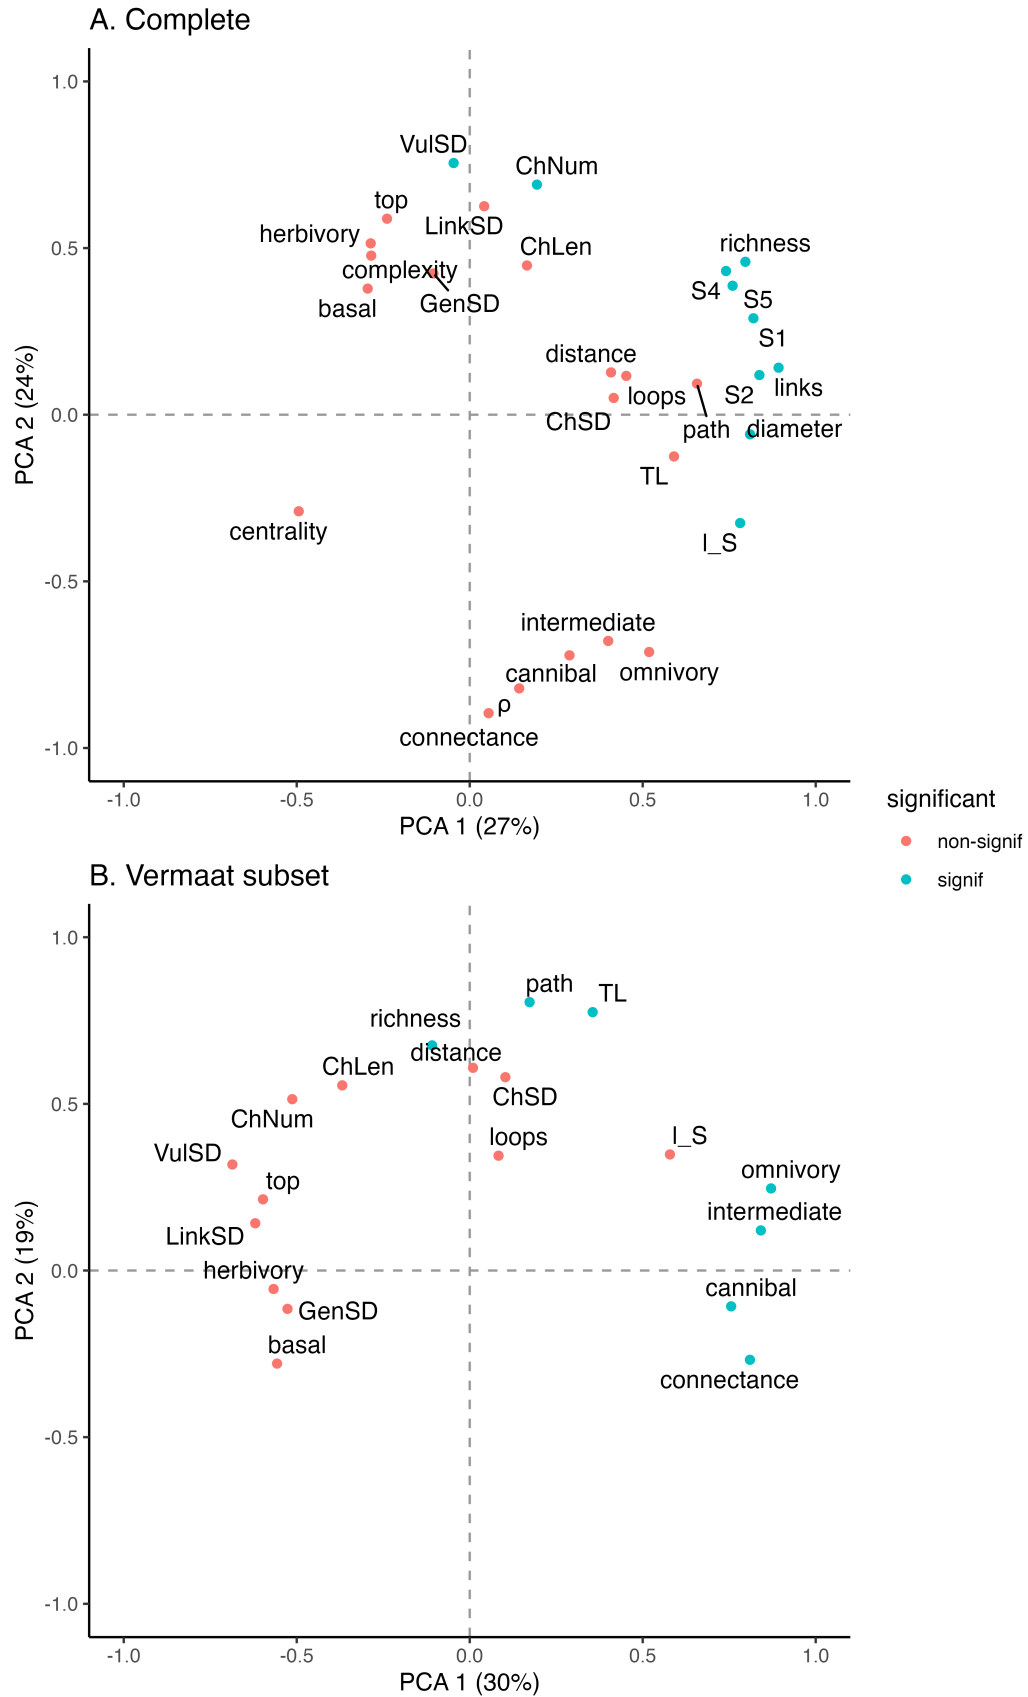 A. Complete
1.0
VulSD
ChNum
top
LinkSD
herbivory
ChLen
richness
complexity
S4
S5
0.5
basal
GenSD
S1
distance
loops
S2
links
ChSD
path
diameter
0.0
TL
centrality
I_S
-0.5
intermediate
cannibal
omnivory
ρ
connectance
-1.0
PCA 2 (24%)
-1.0 -0.5 0.0 0.5 1.0
PCA 1 (27%)
significant
non-signif
signif
B. Vermaat subset
1.0
path
TL
richness
distance
ChLen
ChSD
0.5
ChNum
loops
I_S
VulSD
omnivory
top
intermediate
LinkSD
herbivory
0.0
cannibal
GenSD
basal
connectance
-0.5
-1.0
PCA 2 (19%)
-1.0 -0.5 0.0 0.5 1.0
PCA 1 (30%)